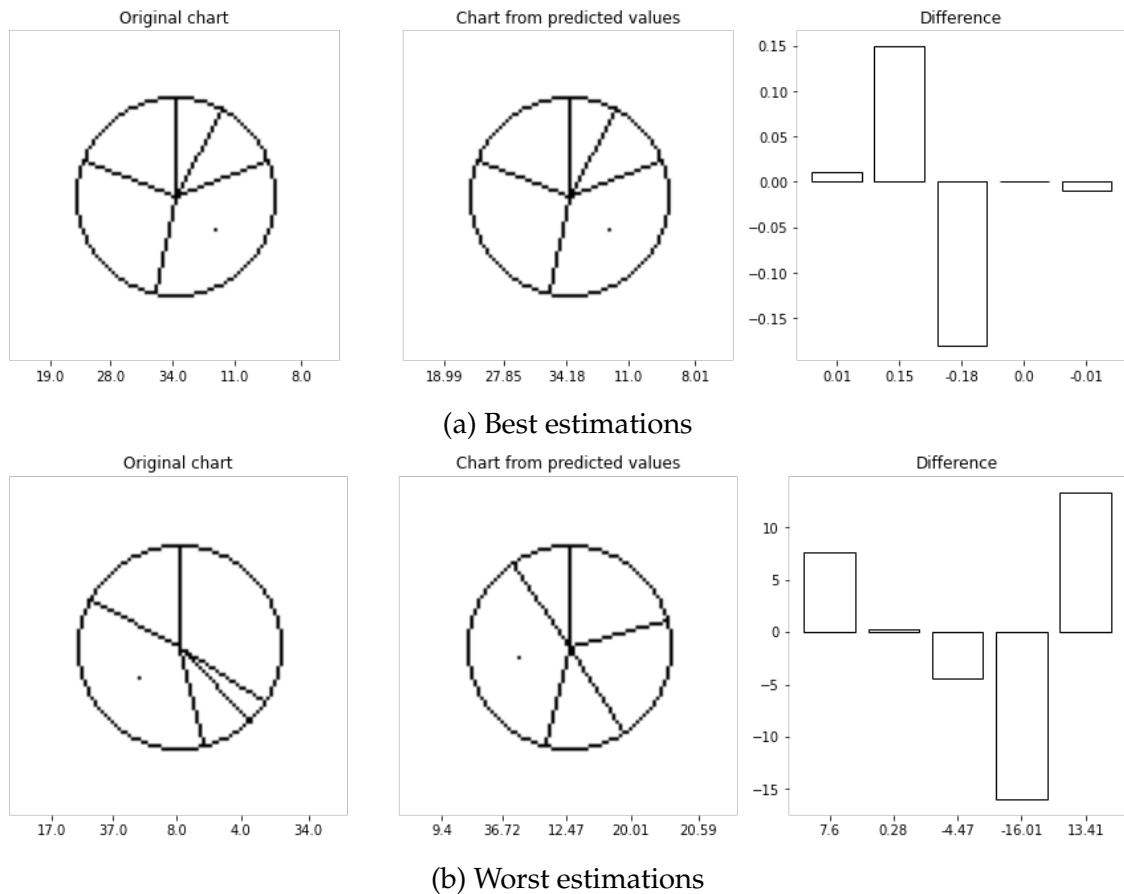 Original chart
Chart from predicted values
Difference
0.15
0.10
0.05
0.00
−0.05
−0.10
−0.15
19.0 28.0 34.0 11.0 8.0
18.99 27.85 34.18 11.0 8.01
0.01 0.15 -0.18 0.0 -0.01
(a) Best estimations
Original chart
Chart from predicted values
Difference
10
5
0
−5
−10
−15
17.0 37.0 8.0 4.0 34.0
9.4 36.72 12.47 20.01 20.59
7.6 0.28 -4.47 -16.01 13.41
(b) Worst estimations